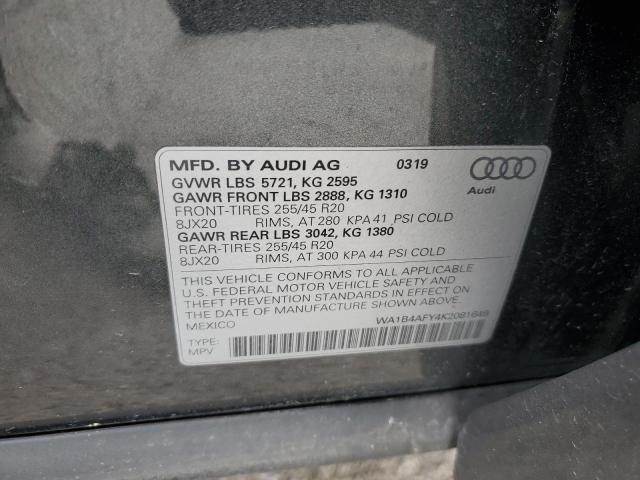 MFD. BY AUDI AG 0319
GVWR LBS 5721, KG 2595
GAWR FRONT LBS 2888, KG 1310
FRONT-TIRES 255/45 R20
8JX20 RIMS, AT 280 KPA 41 PSI COLD
GAWR REAR LBS 3042, KG 1380
REAR-TIRES 255/45 R20
8JX20 RIMS, AT 300 KPA 44 PSI COLD
Audi
THIS VEHICLE CONFORMS TO ALL APPLICABLE
U.S. FEDERAL MOTOR VEHICLE SAFETY AND
THEFT PREVENTION STANDARDS IN EFFECT ON
THE DATE OF MANUFACTURE SHOWN ABOVE.
MEXICO
WA1B4AFY4K2081649
TYPE:
MPV